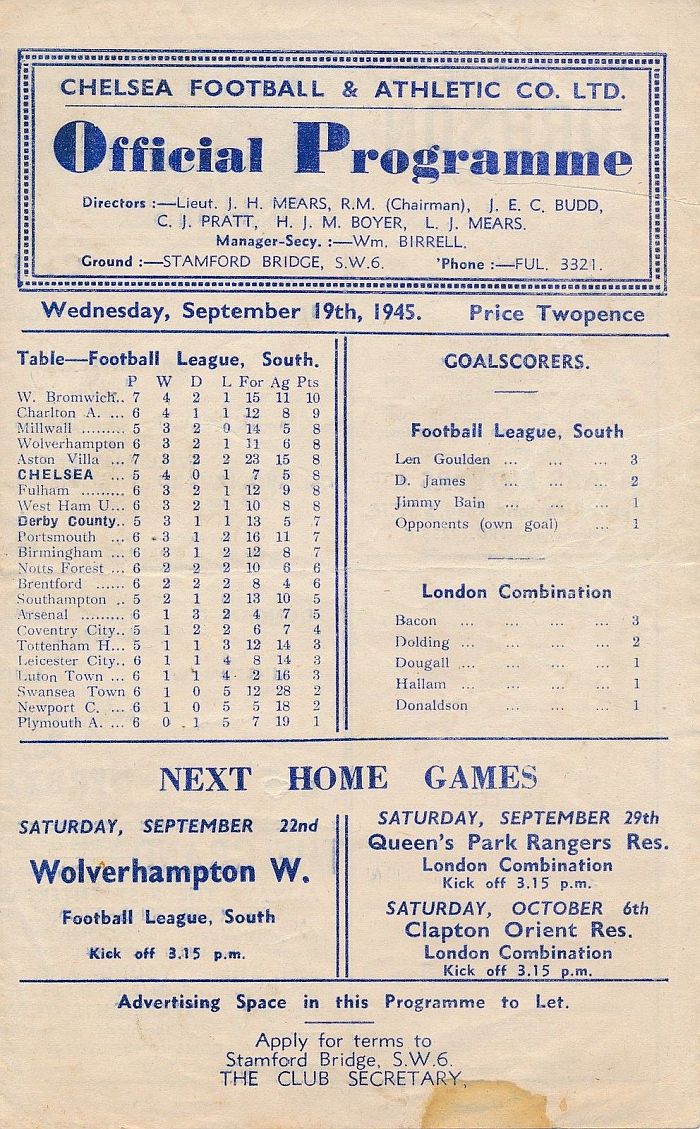 CHELSEA FOOTBALL & ATHLETIC CO. LTD.
Official Programme
Directors :—Lieut. J. H. MEARS, R.M. (Chairman), J. E. C. BUDD,
C. J. PRATT, H. J. M. BOYER, L. J. MEARS.
Manager-Secy. :—Wm. BIRRELL.
Ground :—STAMFORD BRIDGE, S.W.6. 'Phone :—FUL. 3321.
Wednesday, September 19th, 1945. Price Twopence
Table—Football League, South.
P W D L For Ag Pts
W. Bromwich.. 7 4 2 1 15 11 10
Charlton A. ... 6 4 1 1 12 8 9
Millwall ......... 5 3 2 0 14 5 8
Wolverhampton 6 3 2 1 11 6 8
Aston Villa ... 7 3 2 2 23 15 8
CHELSEA ... 5 4 0 1 7 5 8
Fulham ......... 6 3 2 1 12 9 8
West Ham U... 6 3 2 1 10 8 8
Derby County.. 5 3 1 1 13 5 7
Portsmouth ... 6 3 1 2 16 11 7
Birmingham ... 6 3 1 2 12 8 7
Notts Forest ... 6 2 2 2 10 6 6
Brentford ...... 6 2 2 2 8 4 6
Southampton .. 5 2 1 2 13 10 5
Arsenal ......... 6 1 3 2 4 7 5
Coventry City.. 5 1 2 2 6 7 4
Tottenham H... 5 1 1 3 12 14 3
Leicester City.. 6 1 1 4 8 14 3
Luton Town ... 6 1 1 4 2 16 3
Swansea Town 6 1 0 5 12 28 2
Newport C. ... 6 1 0 5 5 18 2
Plymouth A. ... 6 0 1 5 7 19 1
GOALSCORERS.
Football League, South
Len Goulden ... ... ... 3
D. James ... ... ... 2
Jimmy Bain ... ... ... 1
Opponents (own goal) ... 1
London Combination
Bacon ... ... ... ... 3
Dolding ... ... ... ... 2
Dougall ... ... ... ... 1
Hallam ... ... ... ... 1
Donaldson ... ... ... 1
NEXT HOME GAMES
SATURDAY, SEPTEMBER 22nd
Wolverhampton W.
Football League, South
Kick off 3.15 p.m.
SATURDAY, SEPTEMBER 29th
Queen's Park Rangers Res.
London Combination
Kick off 3.15 p.m.
SATURDAY, OCTOBER 6th
Clapton Orient Res.
London Combination
Kick off 3.15 p.m.
Advertising Space in this Programme to Let.
Apply for terms to
Stamford Bridge, S.W.6.
THE CLUB SECRETARY,